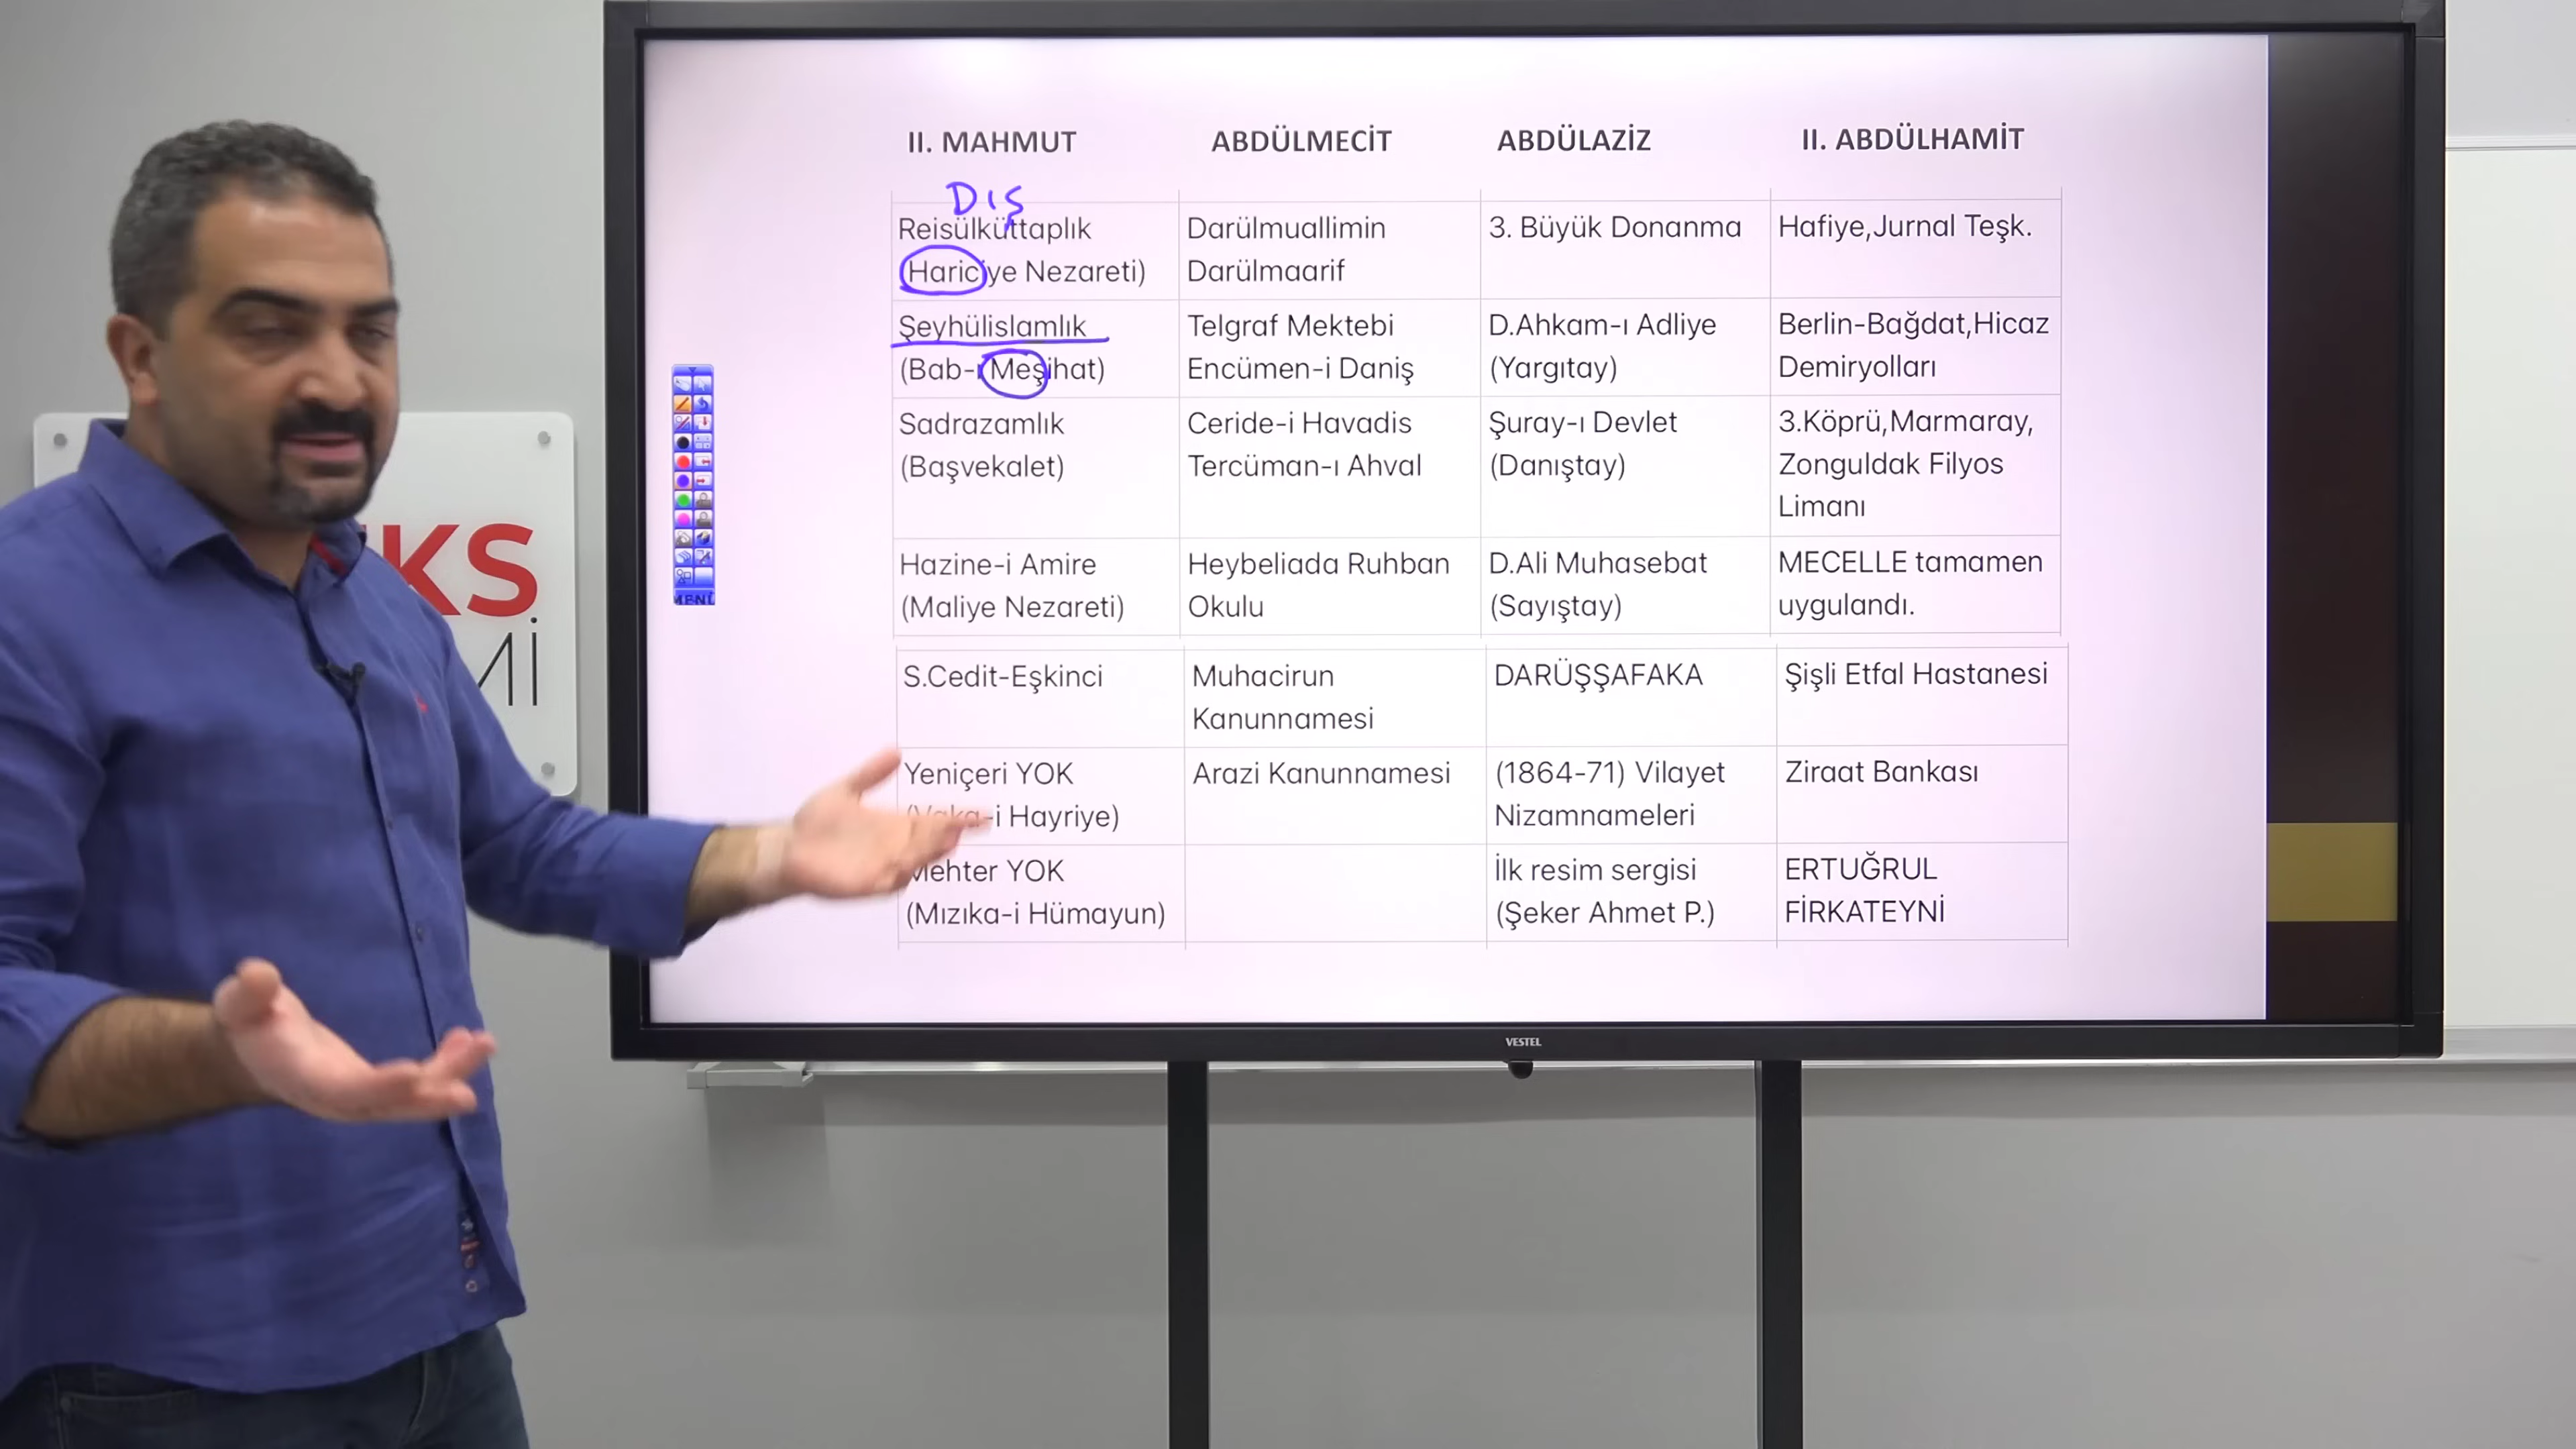 II. MAHMUT ABDÜLMECİT ABDÜLAZİZ II. ABDÜLHAMİT
DIŞ
Reisülküttaplık
(Hariciye Nezareti)
Darülmuallimin
Darülmaarif
3. Büyük Donanma
Hafiye,Jurnal Teşk.
Şeyhülislamlık
(Bab-ı Meşihat)
Telgraf Mektebi
Encümen-i Daniş
D.Ahkam-ı Adliye
(Yargıtay)
Berlin-Bağdat,Hicaz
Demiryolları
Sadrazamlık
(Başvekalet)
Ceride-i Havadis
Tercüman-ı Ahval
Şuray-ı Devlet
(Danıştay)
3.Köprü,Marmaray,
Zonguldak Filyos
Limanı
Hazine-i Amire
(Maliye Nezareti)
Heybeliada Ruhban
Okulu
D.Ali Muhasebat
(Sayıştay)
MECELLE tamamen
uygulandı.
S.Cedit-Eşkinci
Muhacirun
Kanunnamesi
DARÜŞŞAFAKA
Şişli Etfal Hastanesi
Yeniçeri YOK
(Vaka-i Hayriye)
Arazi Kanunnamesi
(1864-71) Vilayet
Nizamnameleri
Ziraat Bankası
Mehter YOK
(Mızıka-i Hümayun)
İlk resim sergisi
(Şeker Ahmet P.)
ERTUĞRUL
FİRKATEYNİ
MENÜ
VESTEL
KS
Mİ